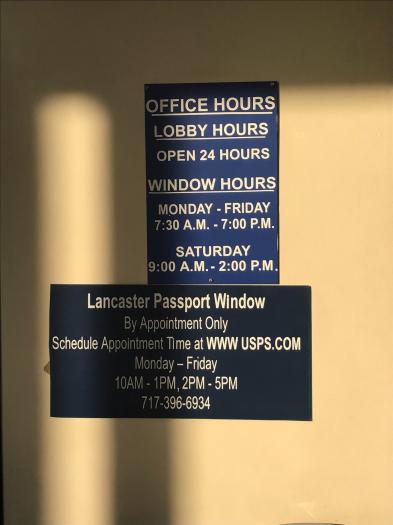 OFFICE HOURS
LOBBY HOURS
OPEN 24 HOURS
WINDOW HOURS
MONDAY - FRIDAY
7:30 A.M. - 7:00 P.M.
SATURDAY
9:00 A.M. - 2:00 P.M.
Lancaster Passport Window
By Appointment Only
Schedule Appointment Time at WWW USPS.COM
Monday – Friday
10AM - 1PM, 2PM - 5PM
717-396-6934